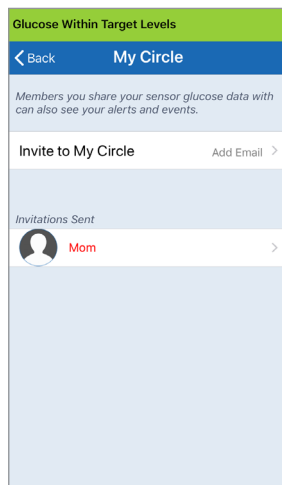 Glucose Within Target Levels
Back My Circle
Members you share your sensor glucose data with
can also see your alerts and events.
Invite to My Circle Add Email
Invitations Sent
Mom